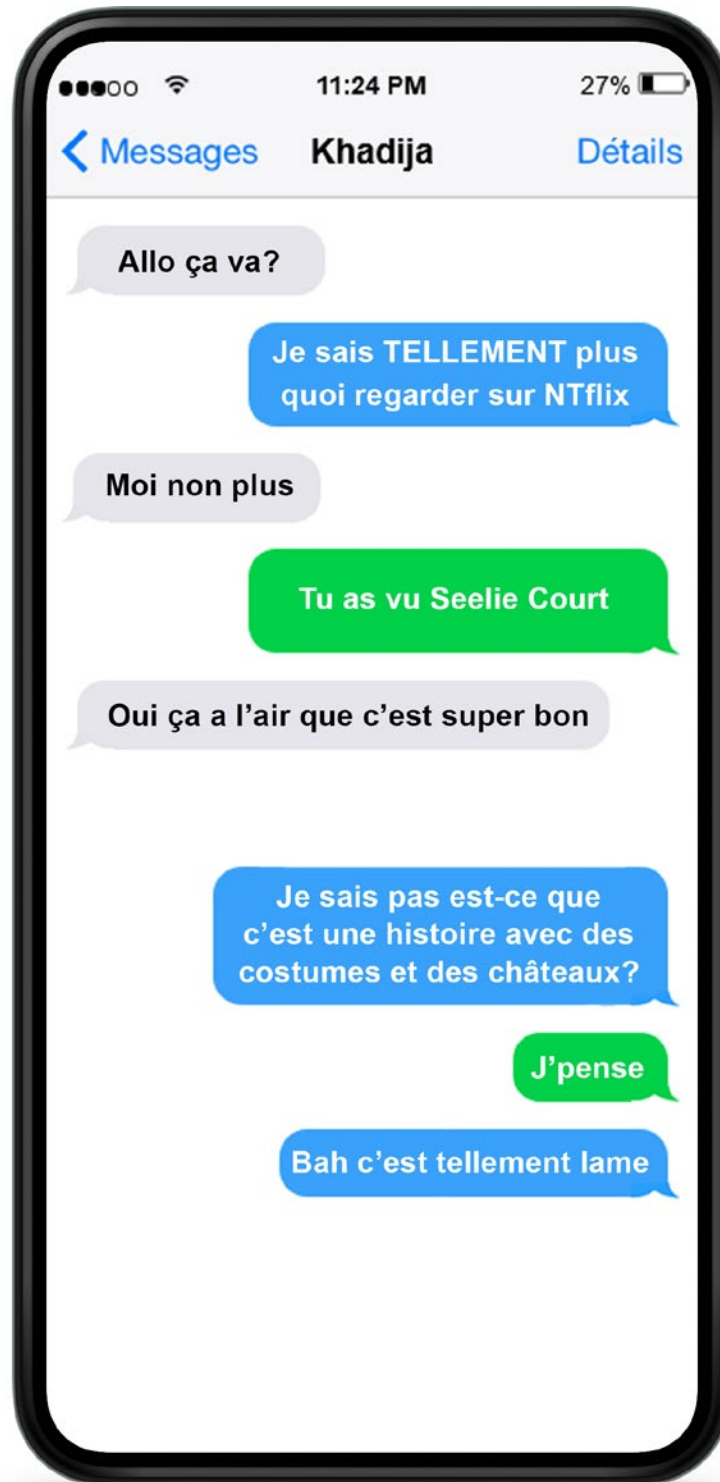 11:24 PM 27%
Messages Khadija Détails
Allo ça va?
Je sais TELLEMENT plus
quoi regarder sur NTflix
Moi non plus
Tu as vu Seelie Court
Oui ça a l’air que c’est super bon
Je sais pas est-ce que
c’est une histoire avec des
costumes et des châteaux?
J’pense
Bah c’est tellement lame